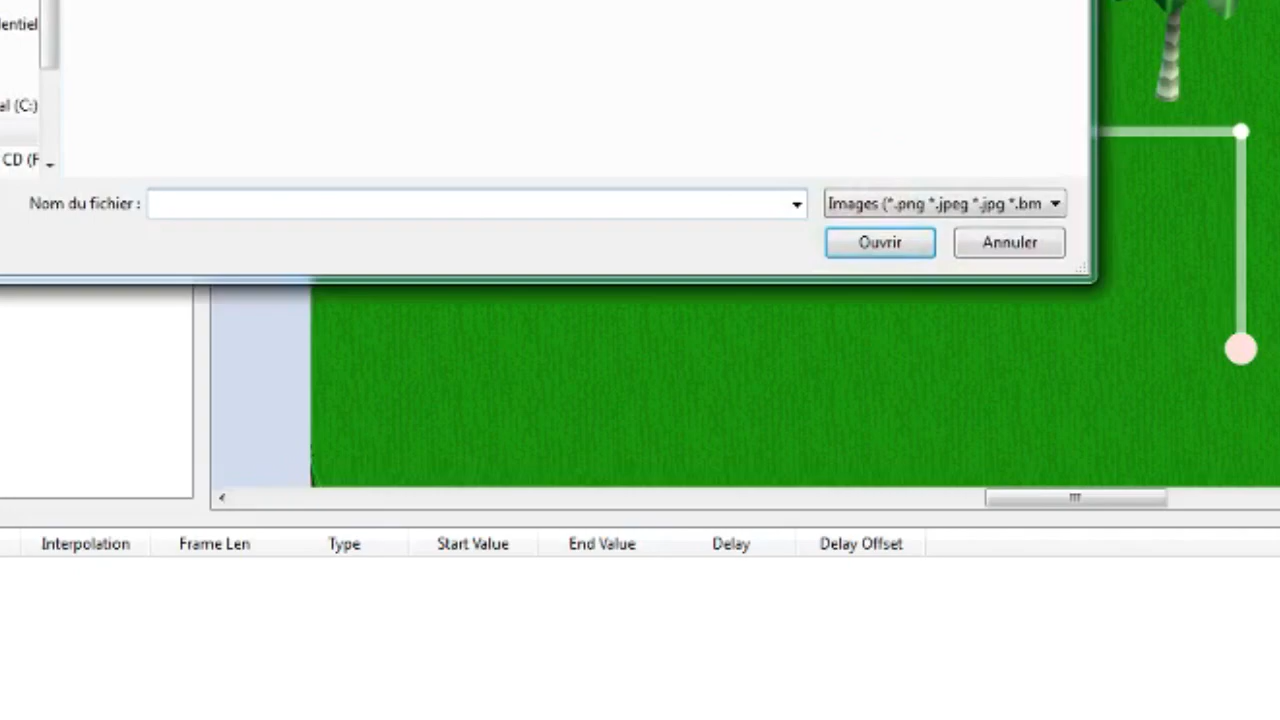 dentiel
al (C:)
CD (F
Nom du fichier :
Images (*.png *.jpeg *.jpg *.bm
Ouvrir
Annuler
Interpolation Frame Len Type Start Value End Value Delay Delay Offset